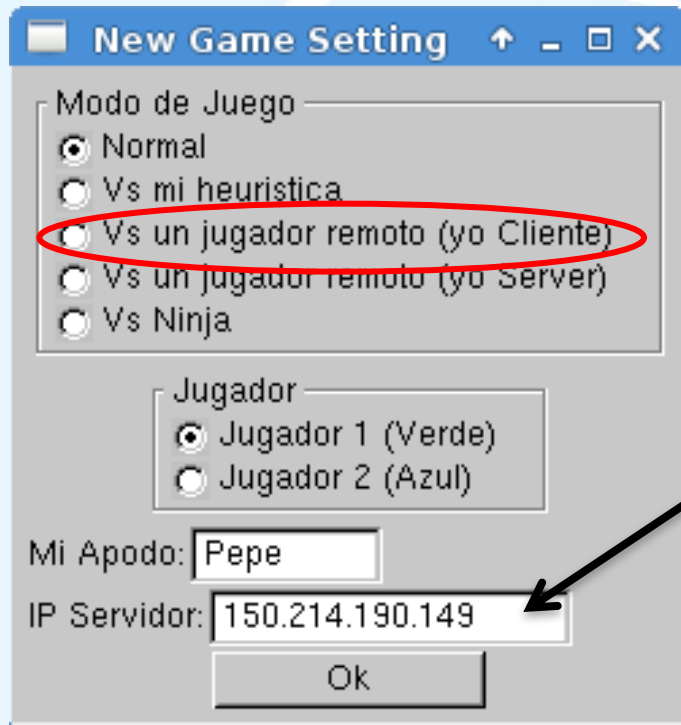 New Game Setting
Modo de Juego
Normal
Vs mi heuristica
Vs un jugador remoto (yo Cliente)
Vs un jugador remoto (yo Server)
Vs Ninja
Jugador
Jugador 1 (Verde)
Jugador 2 (Azul)
Mi Apodo: Pepe
IP Servidor: 150.214.190.149
Ok